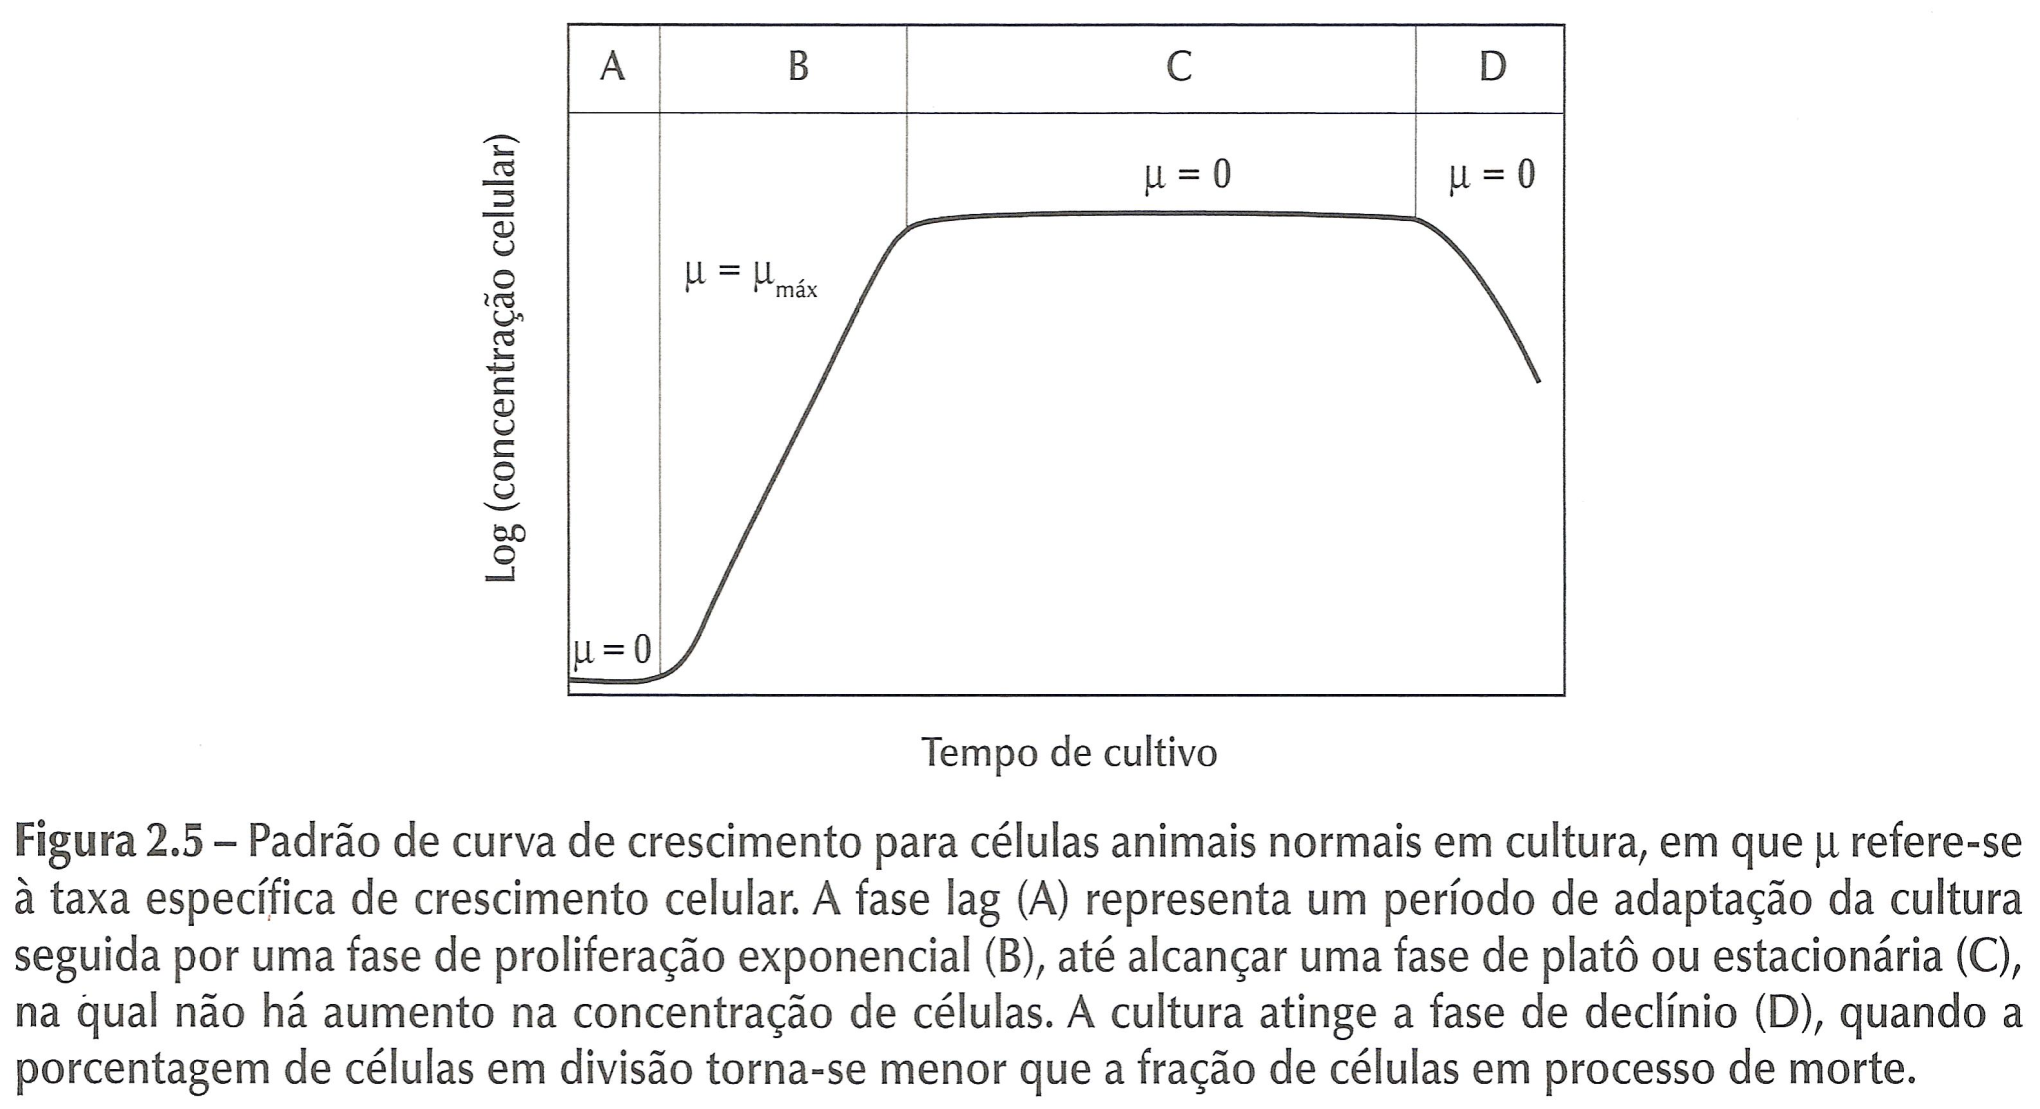 A B C D
μ = 0 μ = 0
μ = μmáx
μ = 0
Log (concentração celular)
Tempo de cultivo
Figura 2.5 – Padrão de curva de crescimento para células animais normais em cultura, em que μ refere-se
à taxa específica de crescimento celular. A fase lag (A) representa um período de adaptação da cultura
seguida por uma fase de proliferação exponencial (B), até alcançar uma fase de platô ou estacionária (C),
na qual não há aumento na concentração de células. A cultura atinge a fase de declínio (D), quando a
porcentagem de células em divisão torna-se menor que a fração de células em processo de morte.